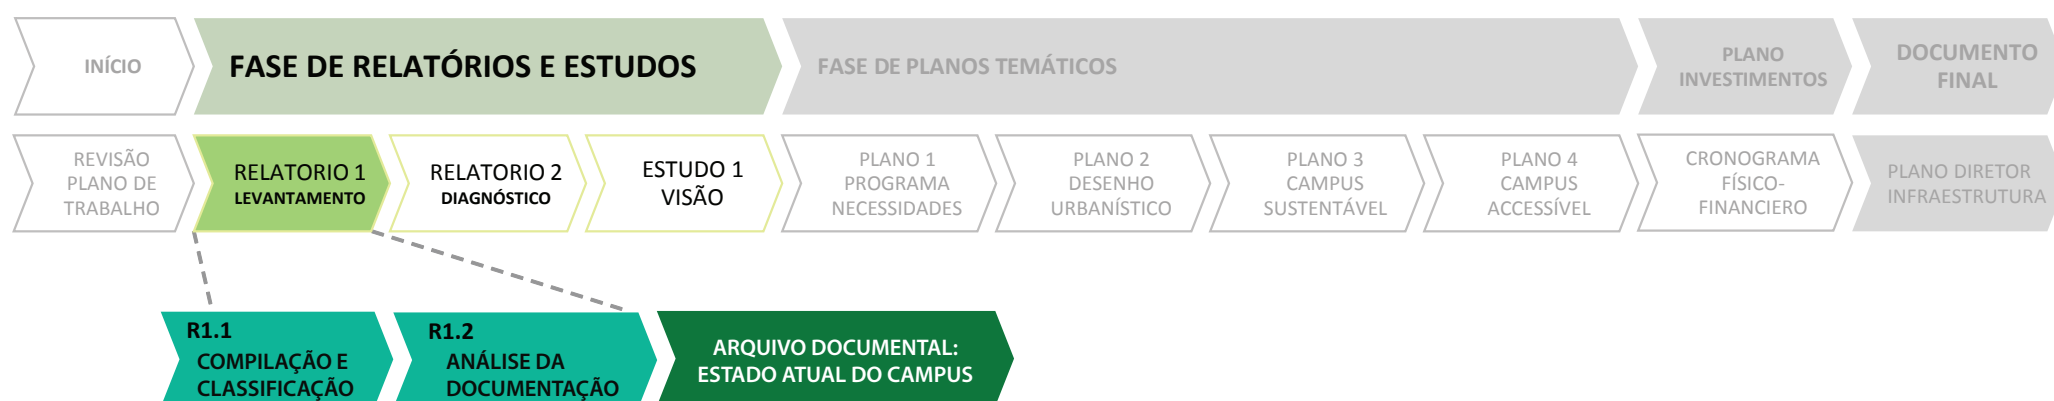 INÍCIO
FASE DE RELATÓRIOS E ESTUDOS
FASE DE PLANOS TEMÁTICOS
PLANO
INVESTIMENTOS
DOCUMENTO
FINAL
REVISÃO
PLANO DE
TRABALHO
RELATORIO 1
LEVANTAMENTO
RELATORIO 2
DIAGNÓSTICO
ESTUDO 1
VISÃO
PLANO 1
PROGRAMA
NECESSIDADES
PLANO 2
DESENHO
URBANÍSTICO
PLANO 3
CAMPUS
SUSTENTÁVEL
PLANO 4
CAMPUS
ACCESSÍVEL
CRONOGRAMA
FÍSICO-
FINANCIERO
PLANO DIRETOR
INFRAESTRUTURA
R1.1
COMPILAÇÃO E
CLASSIFICAÇÃO
R1.2
ANÁLISE DA
DOCUMENTAÇÃO
ARQUIVO DOCUMENTAL:
ESTADO ATUAL DO CAMPUS